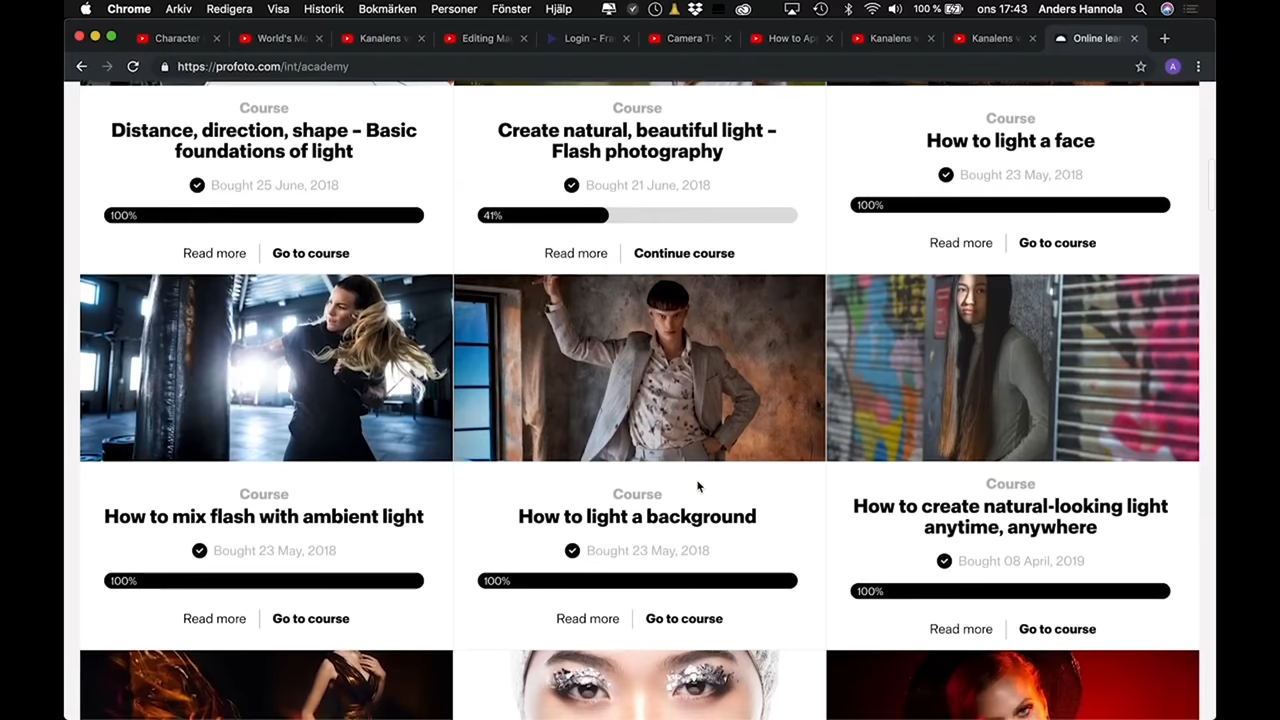 Chrome Arkiv Redigera Visa Historik Bokmärken Personer Fönster Hjälp 100 % ons 17:43 Anders Hannola
Character World's Mo Kanalens v Editing Ma Login - Fra Camera T How to Ap Kanalens v Kanalens v Online lear
https://profoto.com/int/academy A
Course Course Course
Distance, direction, shape – Basic foundations of light
Create natural, beautiful light – Flash photography
How to light a face
Bought 25 June, 2018 Bought 21 June, 2018 Bought 23 May, 2018
100% 41% 100%
Read more Go to course Read more Continue course Read more Go to course
Course Course Course
How to mix flash with ambient light
How to light a background
How to create natural-looking light anytime, anywhere
Bought 23 May, 2018 Bought 23 May, 2018 Bought 08 April, 2019
100% 100% 100%
Read more Go to course Read more Go to course Read more Go to course